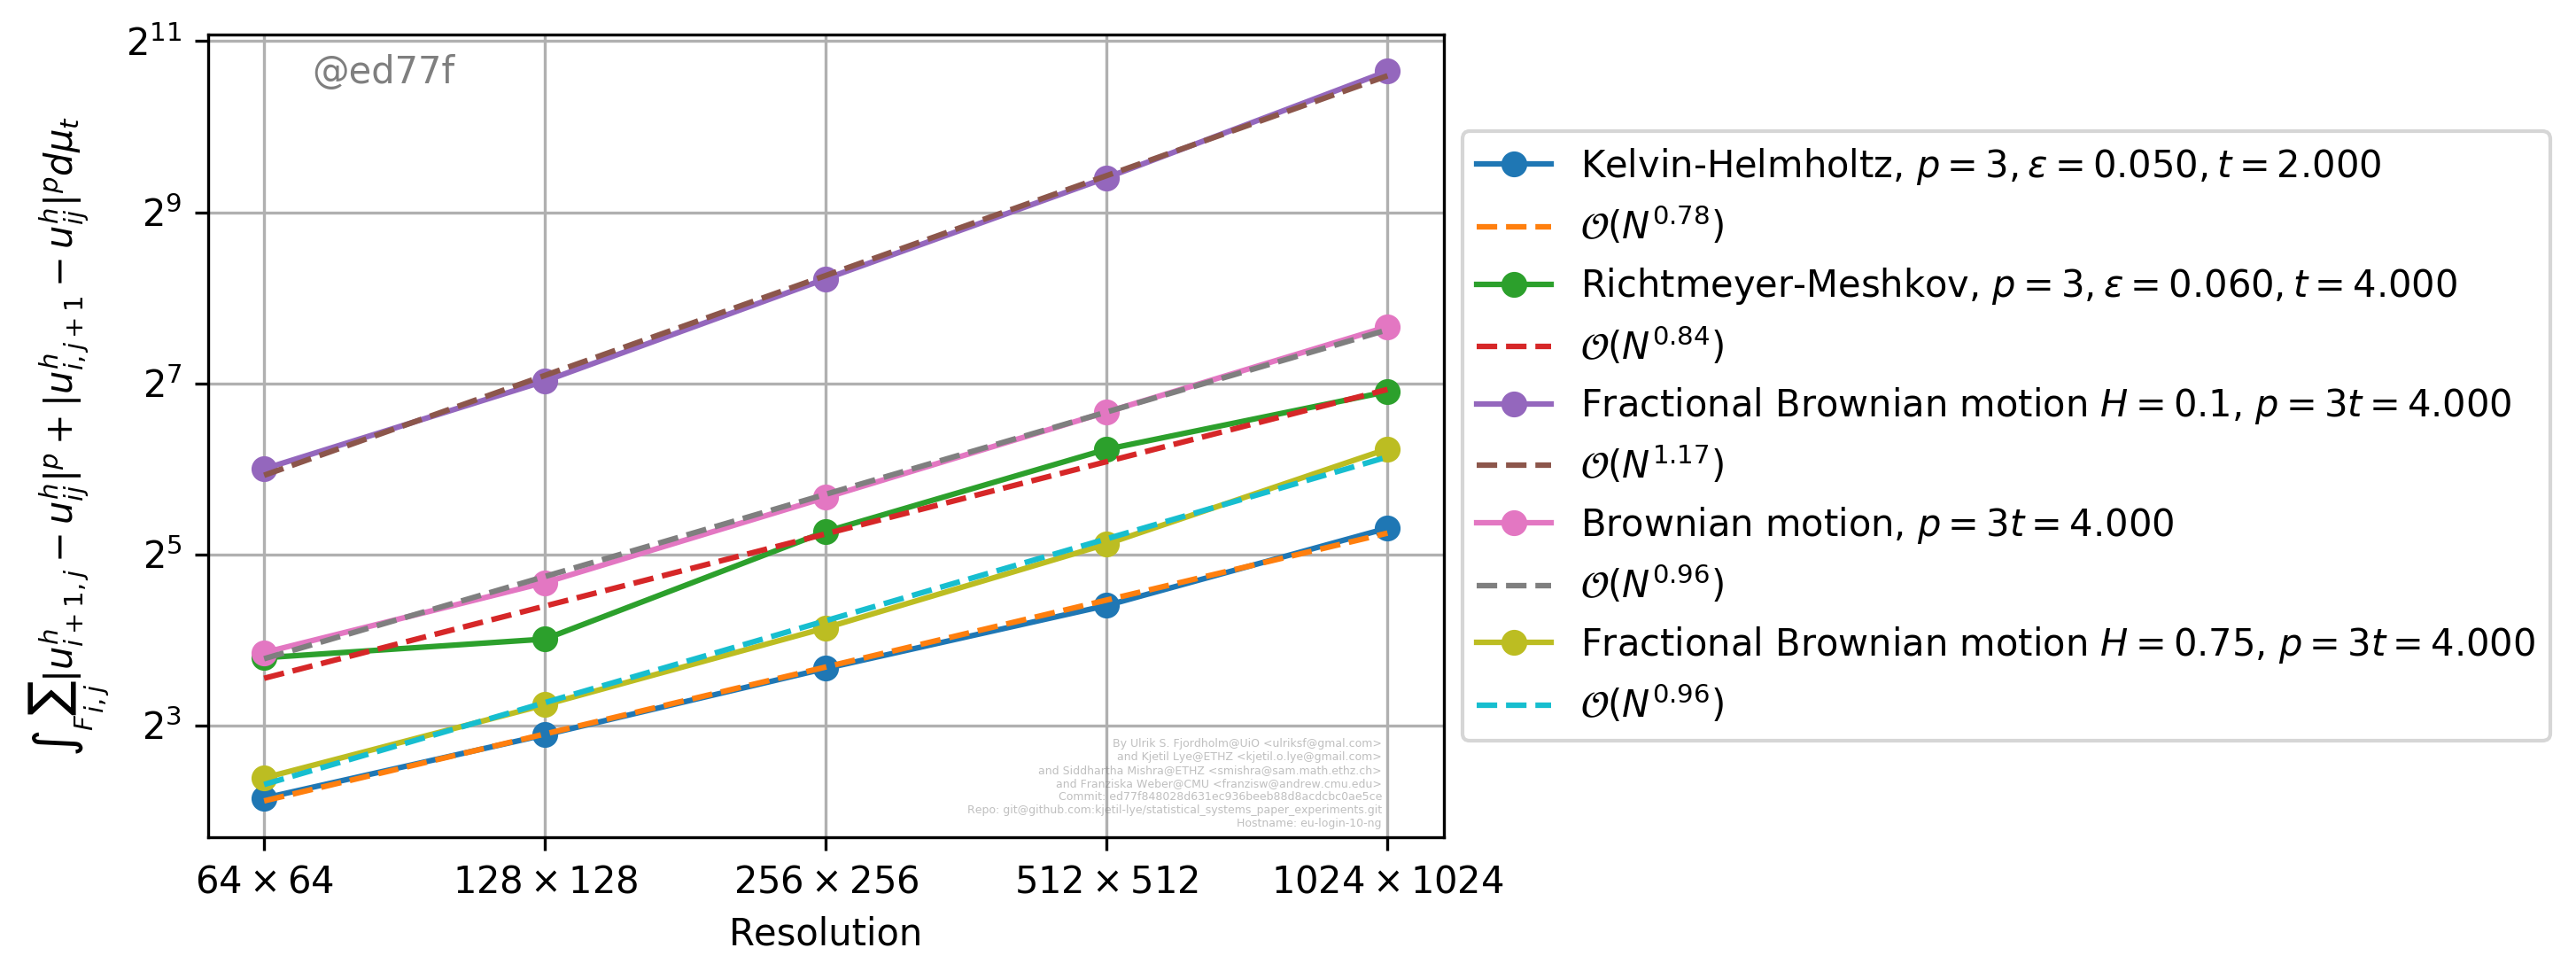 @ed77f
2^11
2^9
2^7
2^5
2^3
∫∑_{F i,j} |u^h_{i+1,j} − u^h_{ij}|^p + |u^h_{i,j+1} − u^h_{ij}|^p dμ_t
64 × 64
128 × 128
256 × 256
512 × 512
1024 × 1024
Resolution
Kelvin-Helmholtz, p = 3, ε = 0.050, t = 2.000
𝒪(N^0.78)
Richtmeyer-Meshkov, p = 3, ε = 0.060, t = 4.000
𝒪(N^0.84)
Fractional Brownian motion H = 0.1, p = 3t = 4.000
𝒪(N^1.17)
Brownian motion, p = 3t = 4.000
𝒪(N^0.96)
Fractional Brownian motion H = 0.75, p = 3t = 4.000
𝒪(N^0.96)
By Ulrik S. Fjordholm@UiO <ulriksf@gmal.com>
and Kjetil Lye@ETHZ <kjetil.o.lye@gmail.com>
and Siddhartha Mishra@ETHZ <smishra@sam.math.ethz.ch>
and Franziska Weber@CMU <franzisw@andrew.cmu.edu>
Commit: ed77f848028d631ec936beeb88d8acdcbc0ae5ce
Repo: git@github.com:kjetil-lye/statistical_systems_paper_experiments.git
Hostname: eu-login-10-ng